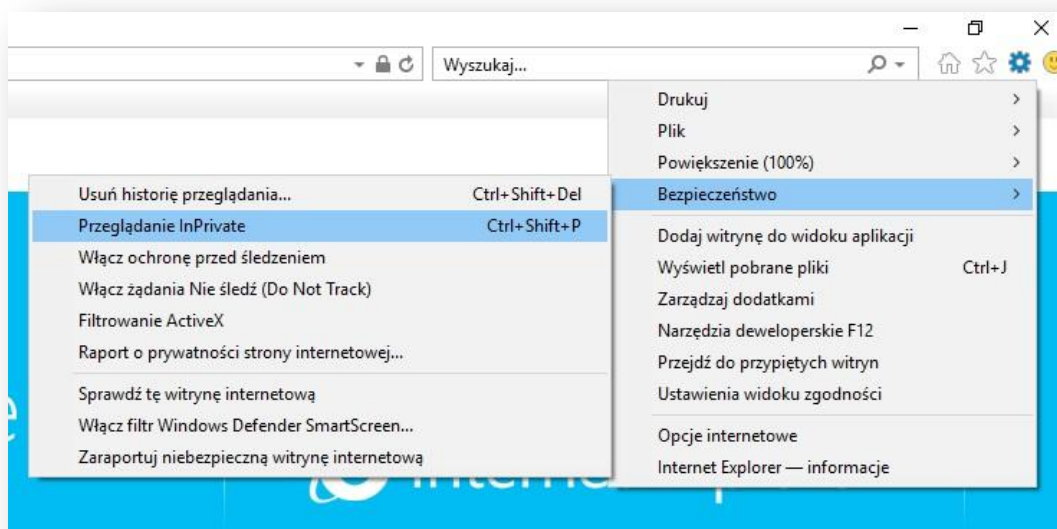 Wyszukaj...
Drukuj
Plik
Powiększenie (100%)
Bezpieczeństwo
Dodaj witrynę do widoku aplikacji
Wyświetl pobrane pliki Ctrl+J
Zarządzaj dodatkami
Narzędzia deweloperskie F12
Przejdź do przypiętych witryn
Ustawienia widoku zgodności
Opcje internetowe
Internet Explorer — informacje
Usuń historię przeglądania... Ctrl+Shift+Del
Przeglądanie InPrivate Ctrl+Shift+P
Włącz ochronę przed śledzeniem
Włącz żądania Nie śledź (Do Not Track)
Filtrowanie ActiveX
Raport o prywatności strony internetowej...
Sprawdź tę witrynę internetową
Włącz filtr Windows Defender SmartScreen...
Zaraportuj niebezpieczną witrynę internetową